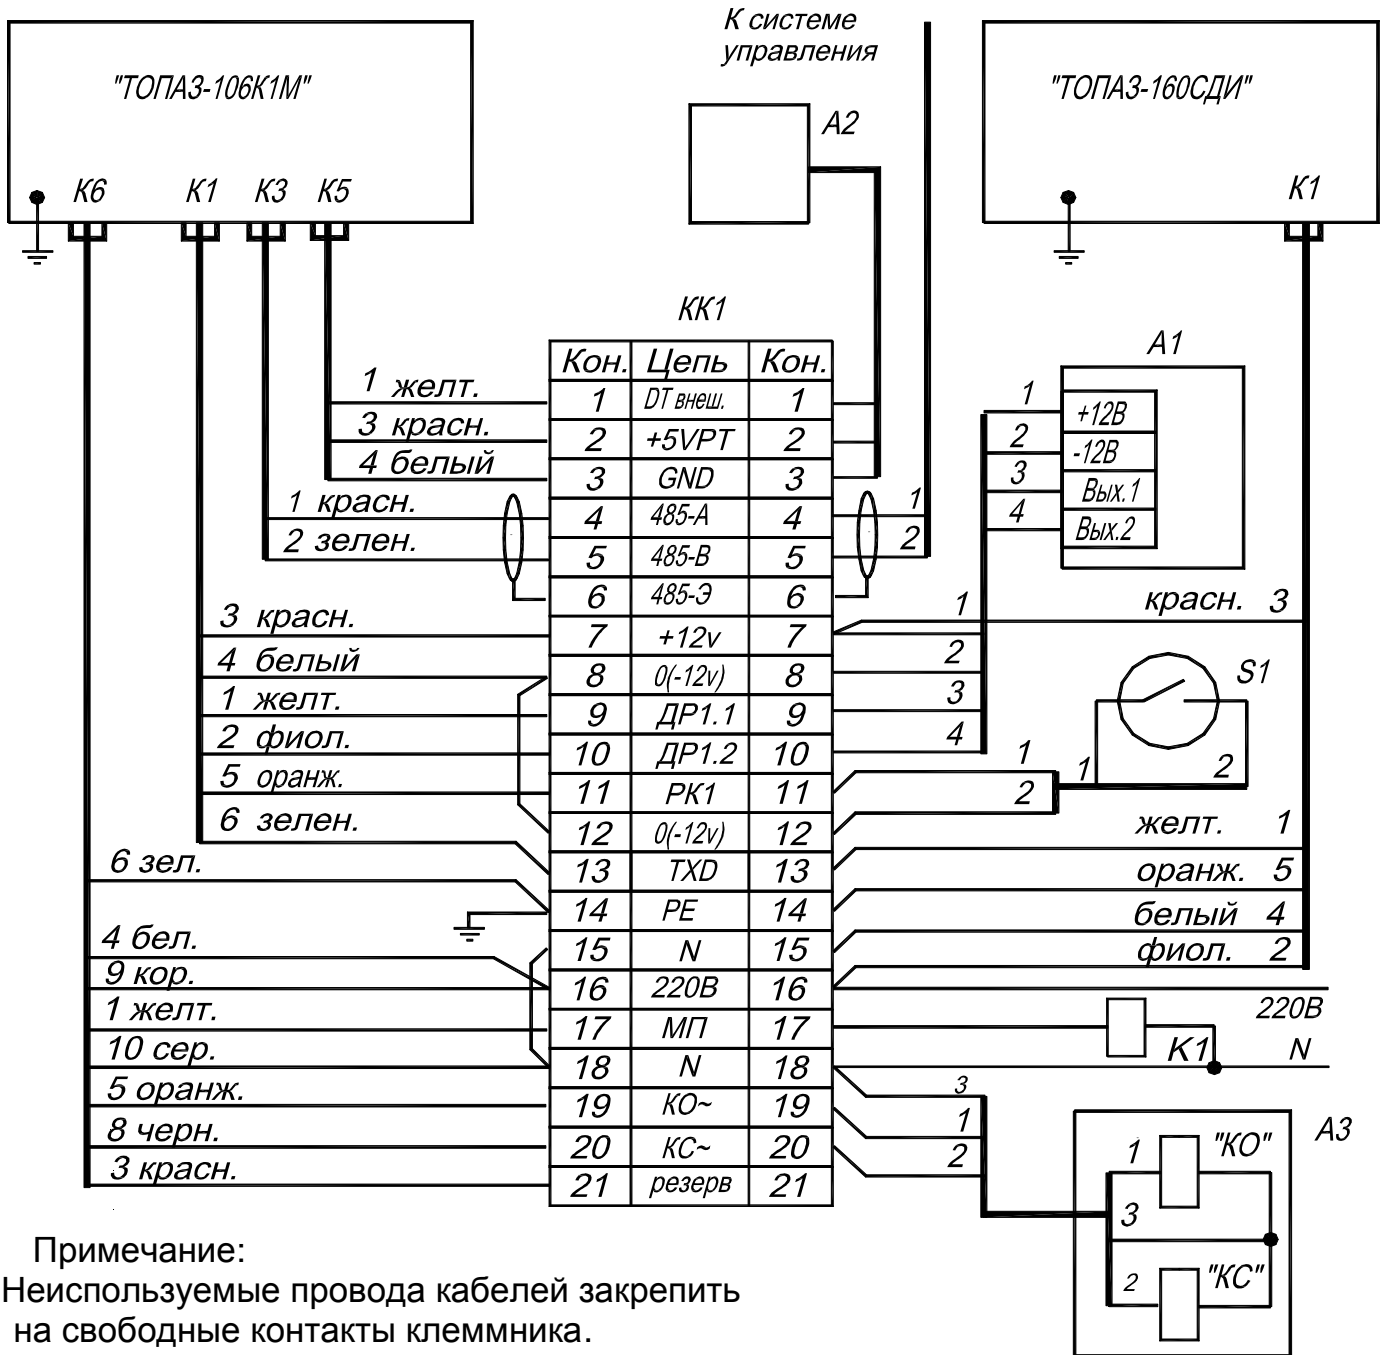 К системе
управления
"ТОПАЗ-106К1М"
"ТОПАЗ-160СДИ"
А2
К6 К1 К3 К5
К1
КК1
А1
Кон. Цепь Кон.
1 DT внеш. 1
2 +5VPT 2
3 GND 3
4 485-А 4
5 485-В 5
6 485-Э 6
7 +12v 7
8 0(-12v) 8
9 ДР1.1 9
10 ДР1.2 10
11 РК1 11
12 0(-12v) 12
13 TXD 13
14 PE 14
15 N 15
16 220В 16
17 МП 17
18 N 18
19 КО~ 19
20 КС~ 20
21 резерв 21
1 желт.
3 красн.
4 белый
1 красн.
2 зелен.
3 красн.
4 белый
1 желт.
2 фиол.
5 оранж.
6 зелен.
6 зел.
4 бел.
9 кор.
1 желт.
10 сер.
5 оранж.
8 черн.
3 красн.
1
2
1 +12В
2 -12В
3 Вых.1
4 Вых.2
1
2
3
4
красн. 3
S1
1
2
1 2
желт. 1
оранж. 5
белый 4
фиол. 2
220В
К1 N
3
1
2
А3
1 "КО"
3
2 "КС"
Примечание:
Неиспользуемые провода кабелей закрепить
на свободные контакты клеммника.